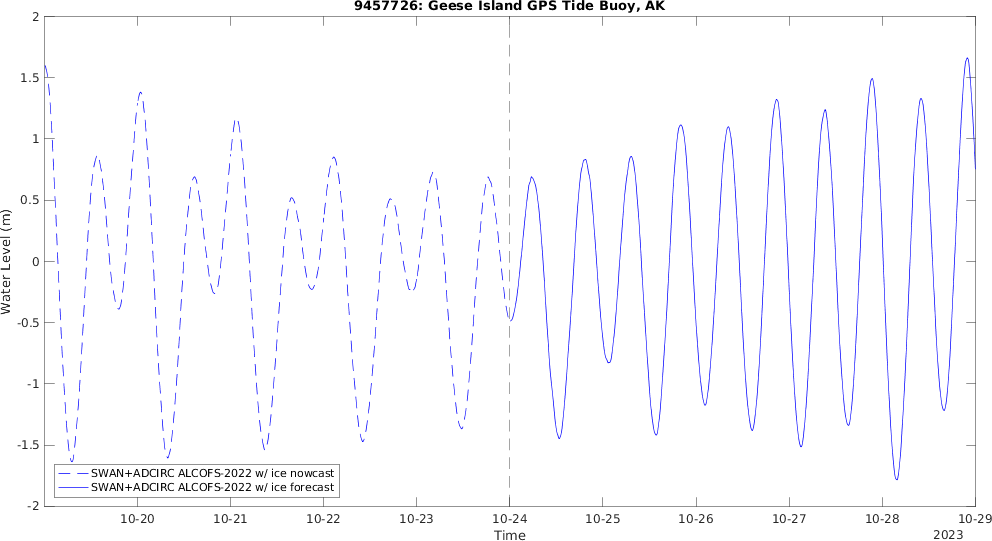 9457726: Geese Island GPS Tide Buoy, AK
2
1.5
1
0.5
0
-0.5
-1
-1.5
-2
Water Level (m)
SWAN+ADCIRC ALCOFS-2022 w/ ice nowcast
SWAN+ADCIRC ALCOFS-2022 w/ ice forecast
10-20 10-21 10-22 10-23 10-24 10-25 10-26 10-27 10-28 10-29
Time
2023